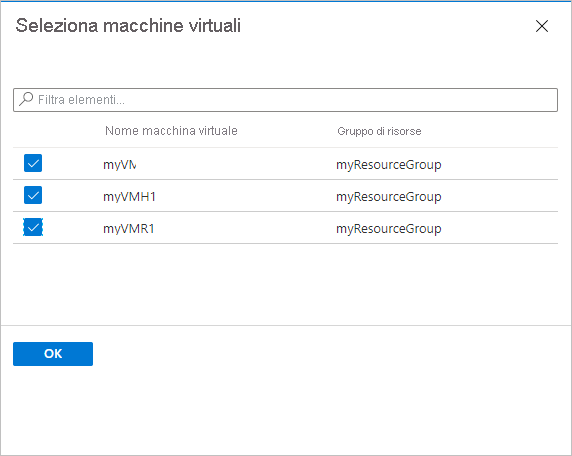 Seleziona macchine virtuali
Filtra elementi...
Nome macchina virtuale Gruppo di risorse
myVM myResourceGroup
myVMH1 myResourceGroup
myVMR1 myResourceGroup
OK